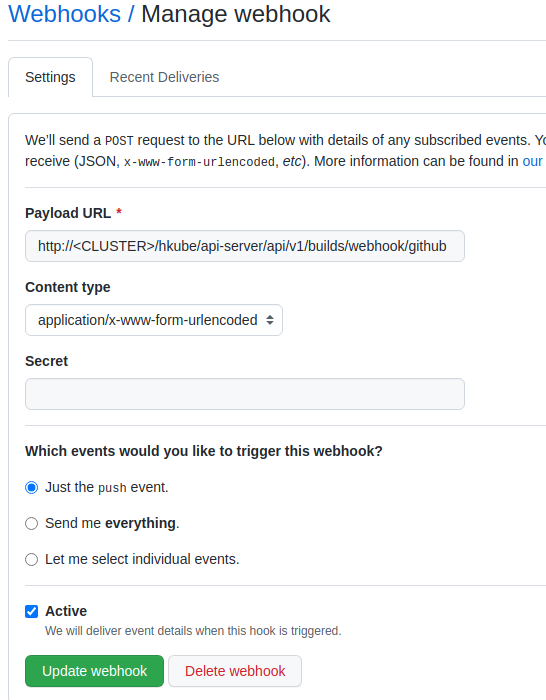 Webhooks / Manage webhook
Settings
Recent Deliveries
We'll send a POST request to the URL below with details of any subscribed events.
receive (JSON, x-www-form-urlencoded, etc). More information can be found in our
Payload URL *
http://<CLUSTER>/hkube/api-server/api/v1/builds/webhook/github
Content type
application/x-www-form-urlencoded
Secret
Which events would you like to trigger this webhook?
Just the push event.
Send me everything.
Let me select individual events.
Active
We will deliver event details when this hook is triggered.
Update webhook
Delete webhook